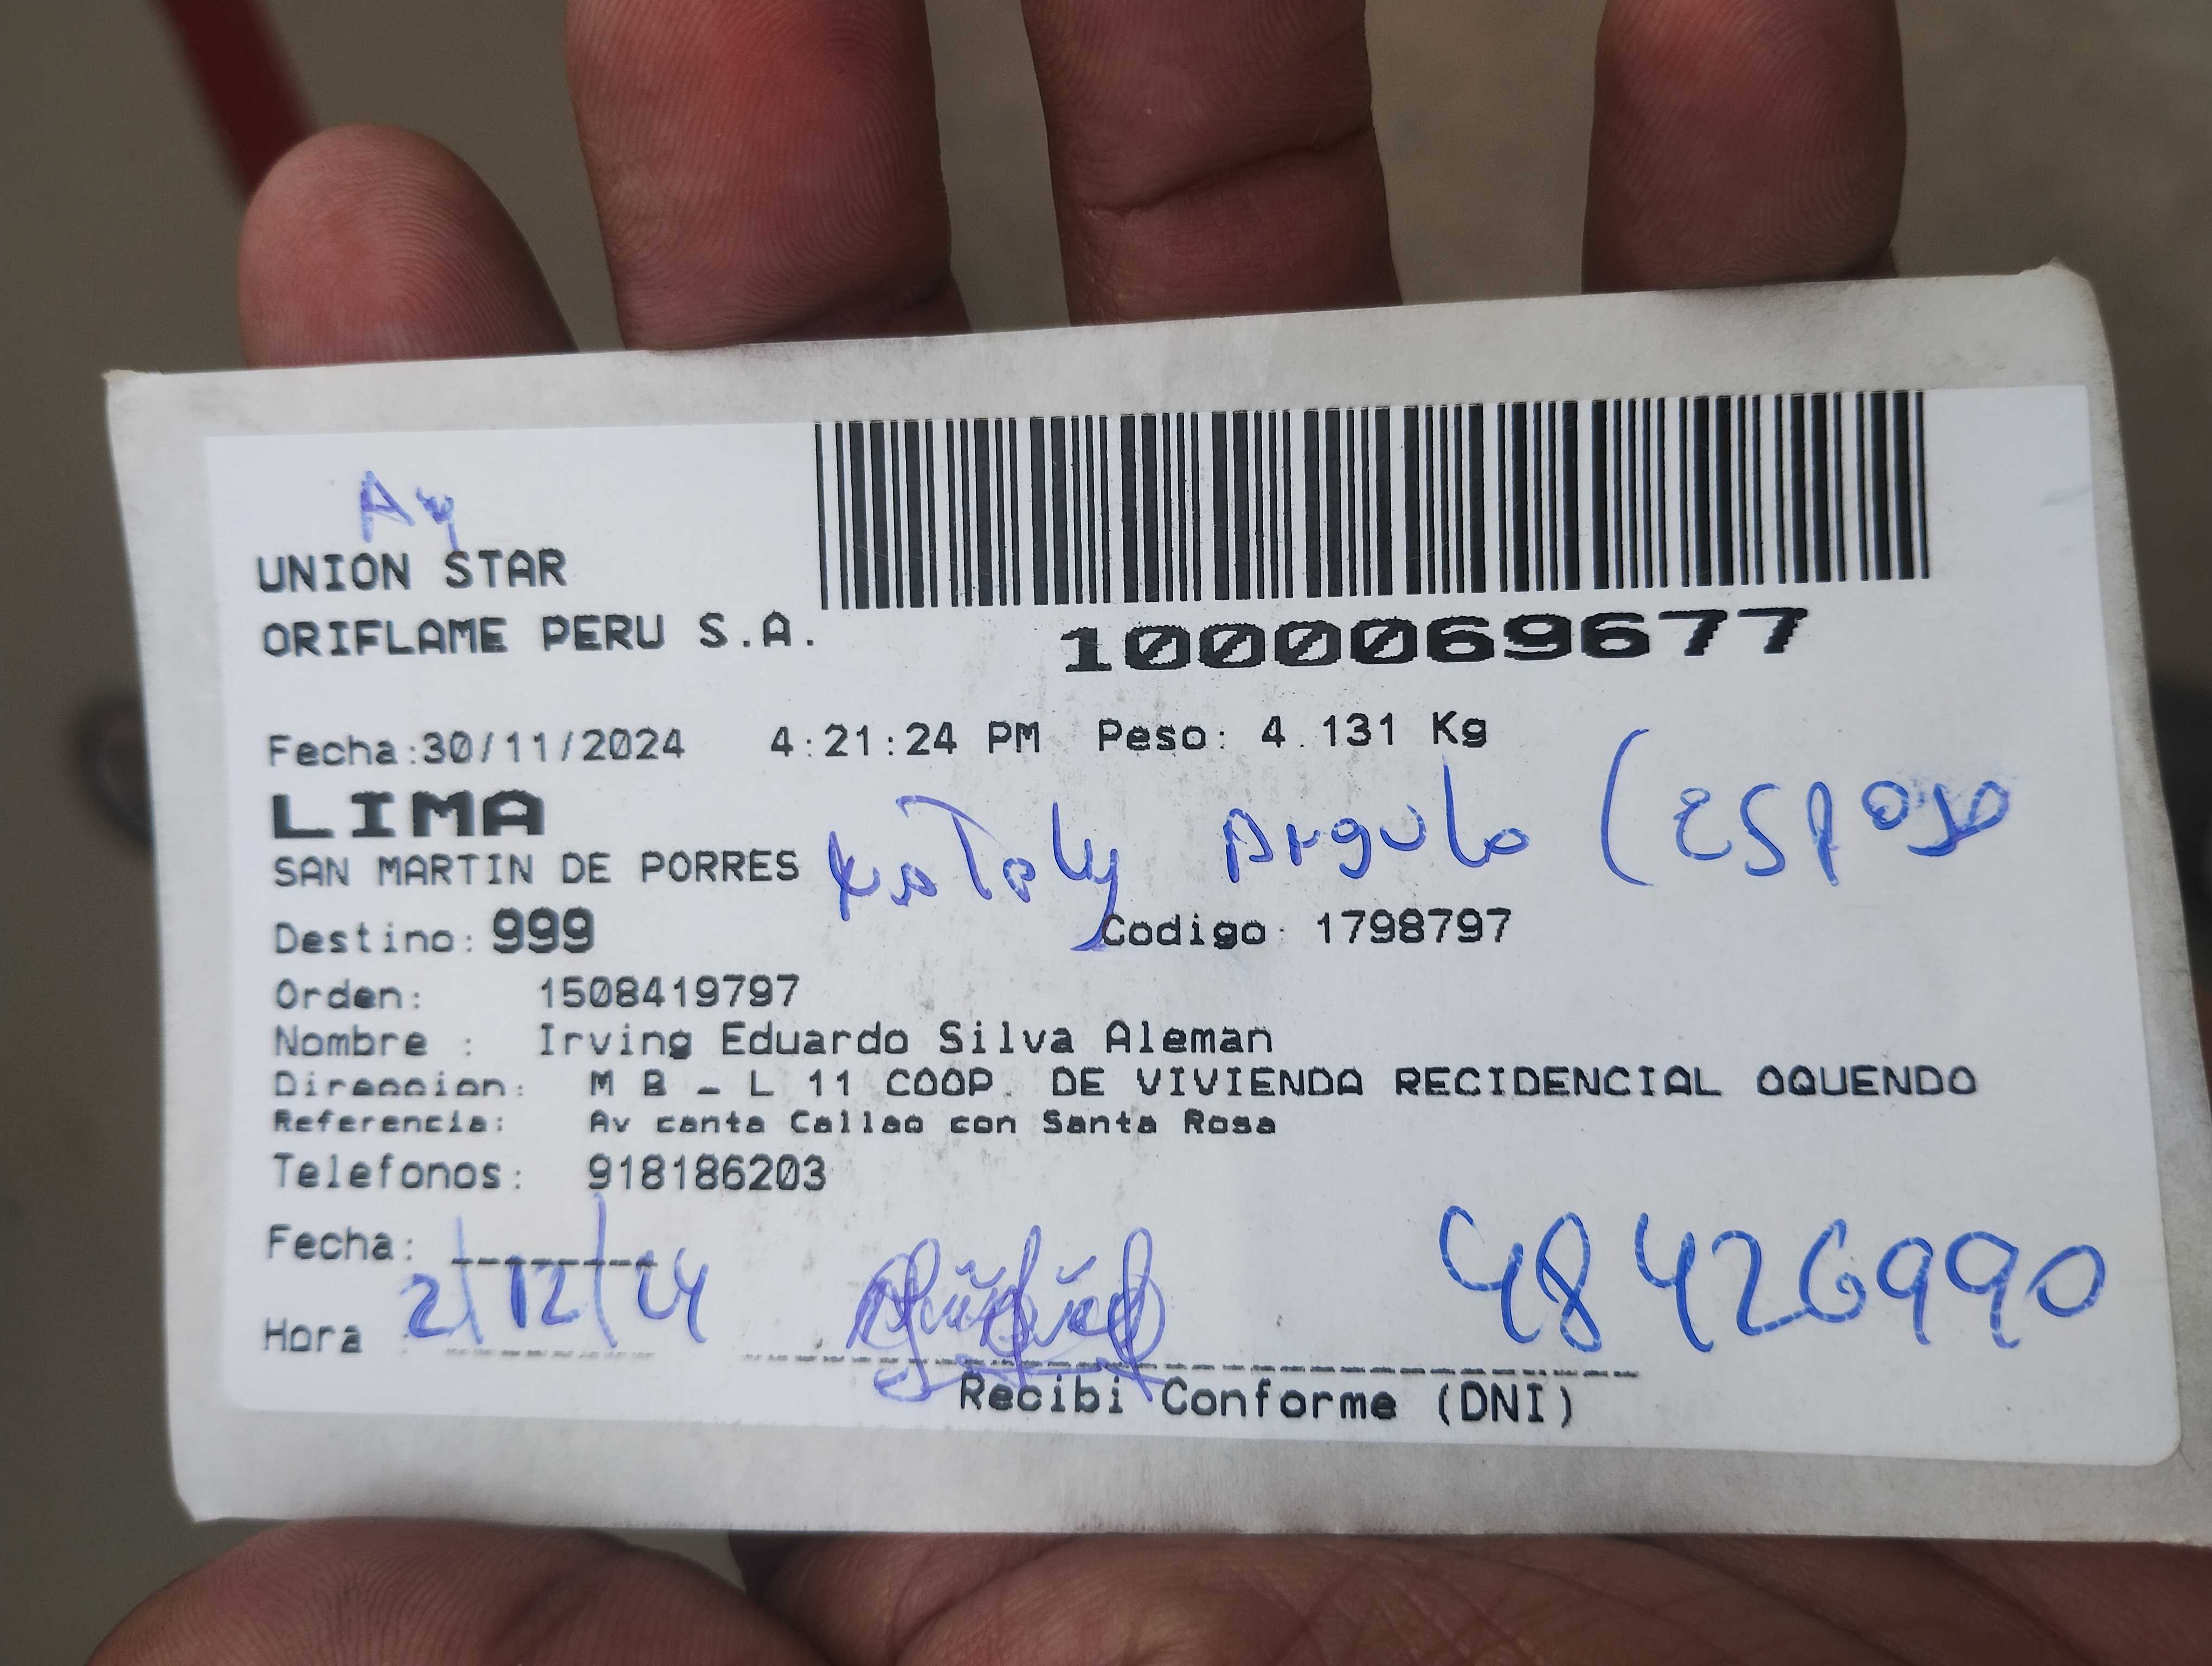 UNION STAR
ORIFLAME PERU S.A.
1000069677
Fecha:30/11/2024 4:21:24 PM Peso: 4.131 Kg
LIMA
SAN MARTIN DE PORRES
Angulo (Esposa
Destino: 999 Codigo: 1798797
Orden: 1508419797
Nombre : Irving Eduardo Silva Aleman
Direccion: M B - L 11 COOP. DE VIVIENDA RECIDENCIAL OQUENDO
Referencia: Av canta Callao con Santa Rosa
Telefonos: 918186203
Fecha: 2/12/24
48426990
Hora
Recibi Conforme (DNI)